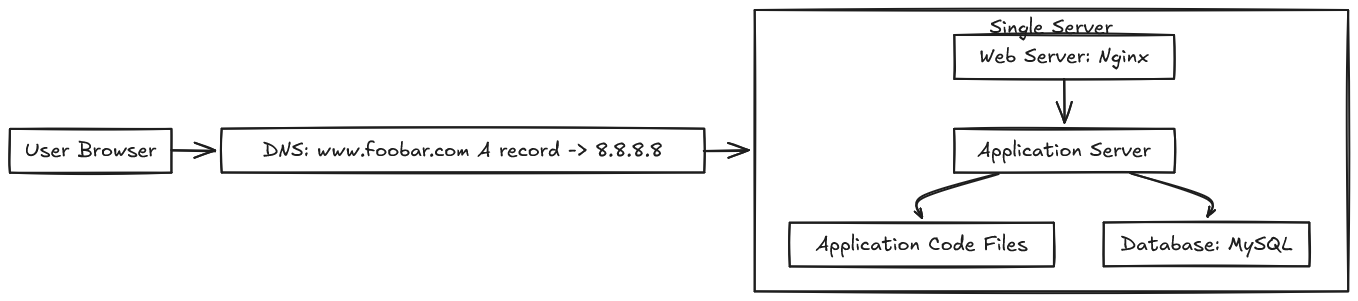 Single Server
Web Server: Nginx
User Browser
DNS: www.foobar.com A record -> 8.8.8.8
Application Server
Application Code Files
Database: MySQL